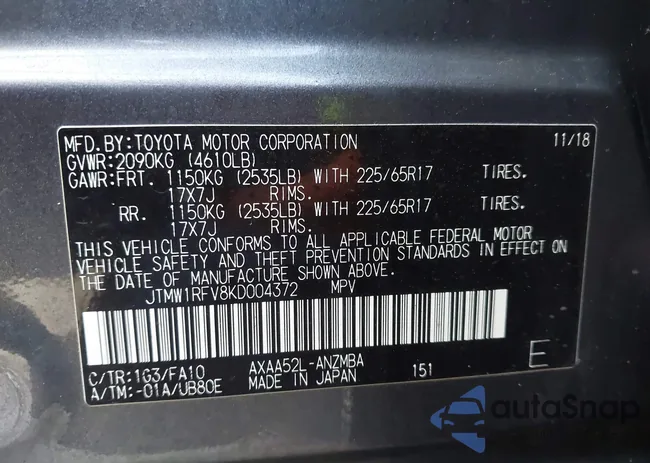 MFD.BY:TOYOTA MOTOR CORPORATION 11/18
GVWR:2090KG (4610LB)
GAWR:FRT. 1150KG (2535LB) WITH 225/65R17 TIRES.
17X7J RIMS.
RR. 1150KG (2535LB) WITH 225/65R17 TIRES.
17X7J RIMS.
THIS VEHICLE CONFORMS TO ALL APPLICABLE FEDERAL MOTOR
VEHICLE SAFETY AND THEFT PREVENTION STANDARDS IN EFFECT ON
THE DATE OF MANUFACTURE SHOWN ABOVE.
JTMW1RFV8KD004372 MPV
C/TR:1G3/FA10 AXAA52L-ANZMBA
A/TM:-01A/UB80E MADE IN JAPAN 151 E
autoSnap